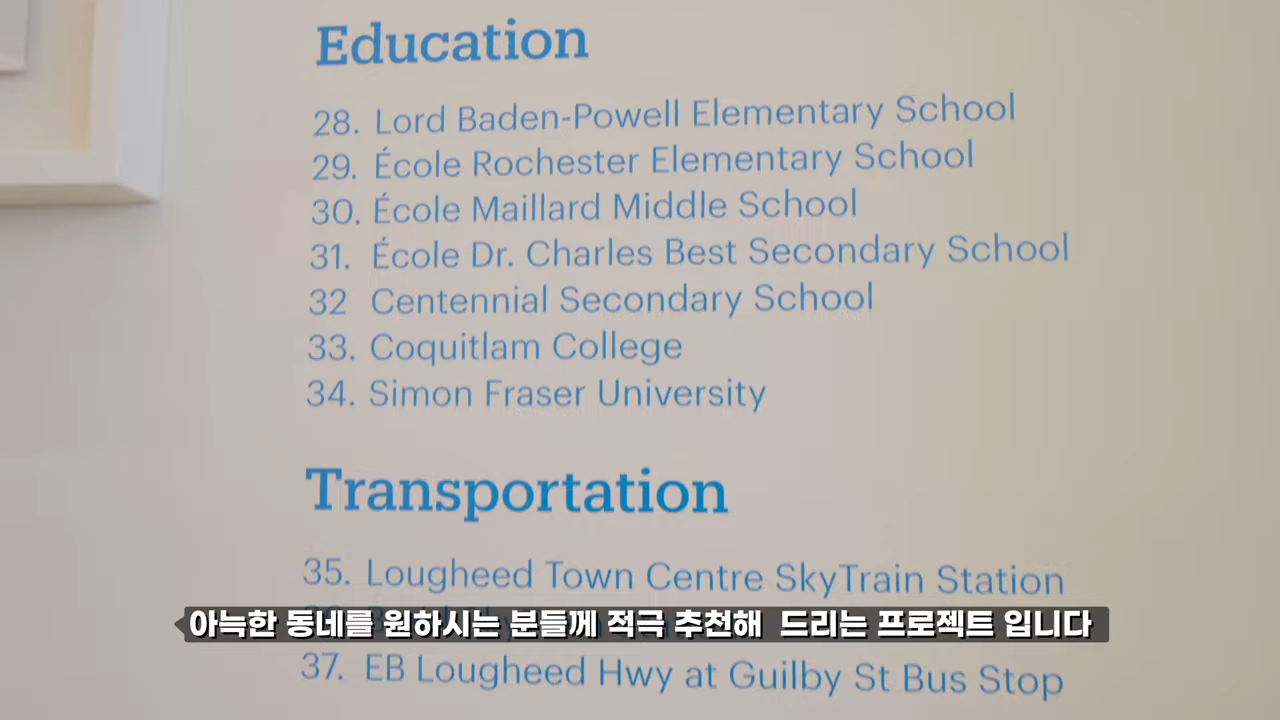 Education
28. Lord Baden-Powell Elementary School
29. École Rochester Elementary School
30. École Maillard Middle School
31. École Dr. Charles Best Secondary School
32 Centennial Secondary School
33. Coquitlam College
34. Simon Fraser University
Transportation
35. Lougheed Town Centre SkyTrain Station
아늑한 동네를 원하시는 분들께 적극 추천해 드리는 프로젝트 입니다
37. EB Lougheed Hwy at Guilby St Bus Stop